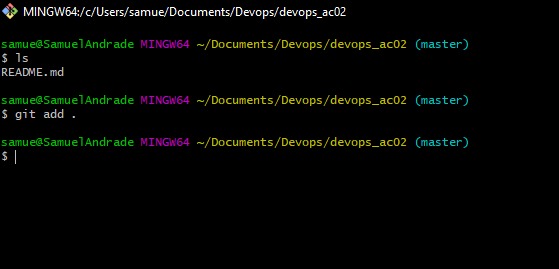 MINGW64:/c/Users/samue/Documents/Devops/devops_ac02
samue@SamuelAndrade MINGW64 ~/Documents/Devops/devops_ac02 (master)
$ ls
README.md
samue@SamuelAndrade MINGW64 ~/Documents/Devops/devops_ac02 (master)
$ git add .
samue@SamuelAndrade MINGW64 ~/Documents/Devops/devops_ac02 (master)
$